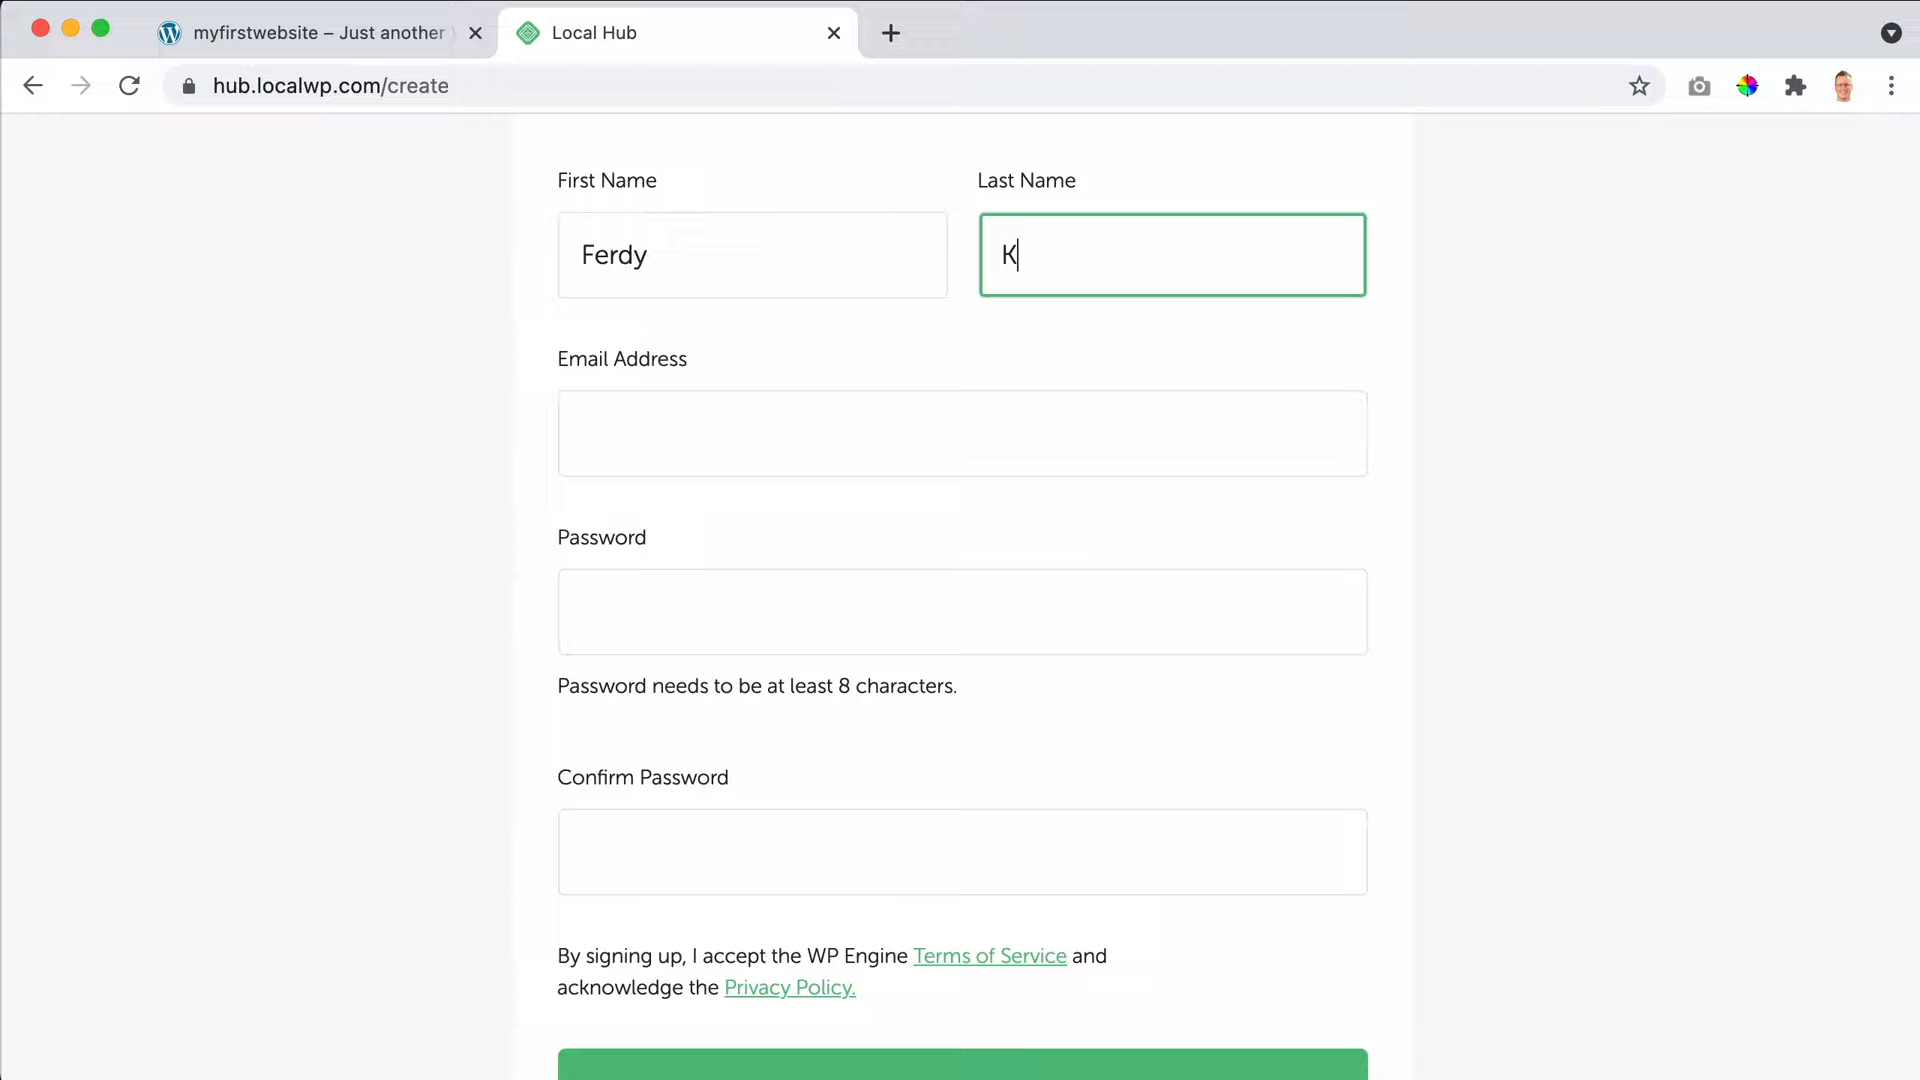 myfirstwebsite – Just another
Local Hub
hub.localwp.com/create
First Name
Last Name
Ferdy
K
Email Address
Password
Password needs to be at least 8 characters.
Confirm Password
By signing up, I accept the WP Engine Terms of Service and
acknowledge the Privacy Policy.